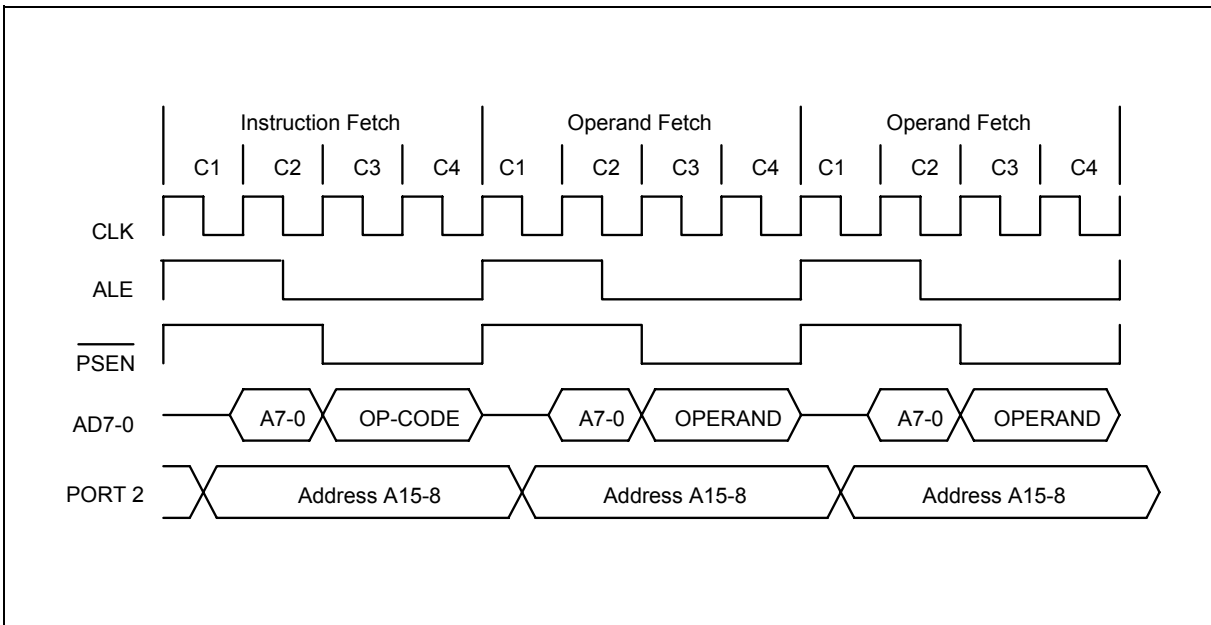 Instruction Fetch Operand Fetch Operand Fetch
C1 C2 C3 C4 C1 C2 C3 C4 C1 C2 C3 C4
CLK
ALE
PSEN
AD7-0 A7-0 OP-CODE A7-0 OPERAND A7-0 OPERAND
PORT 2 Address A15-8 Address A15-8 Address A15-8